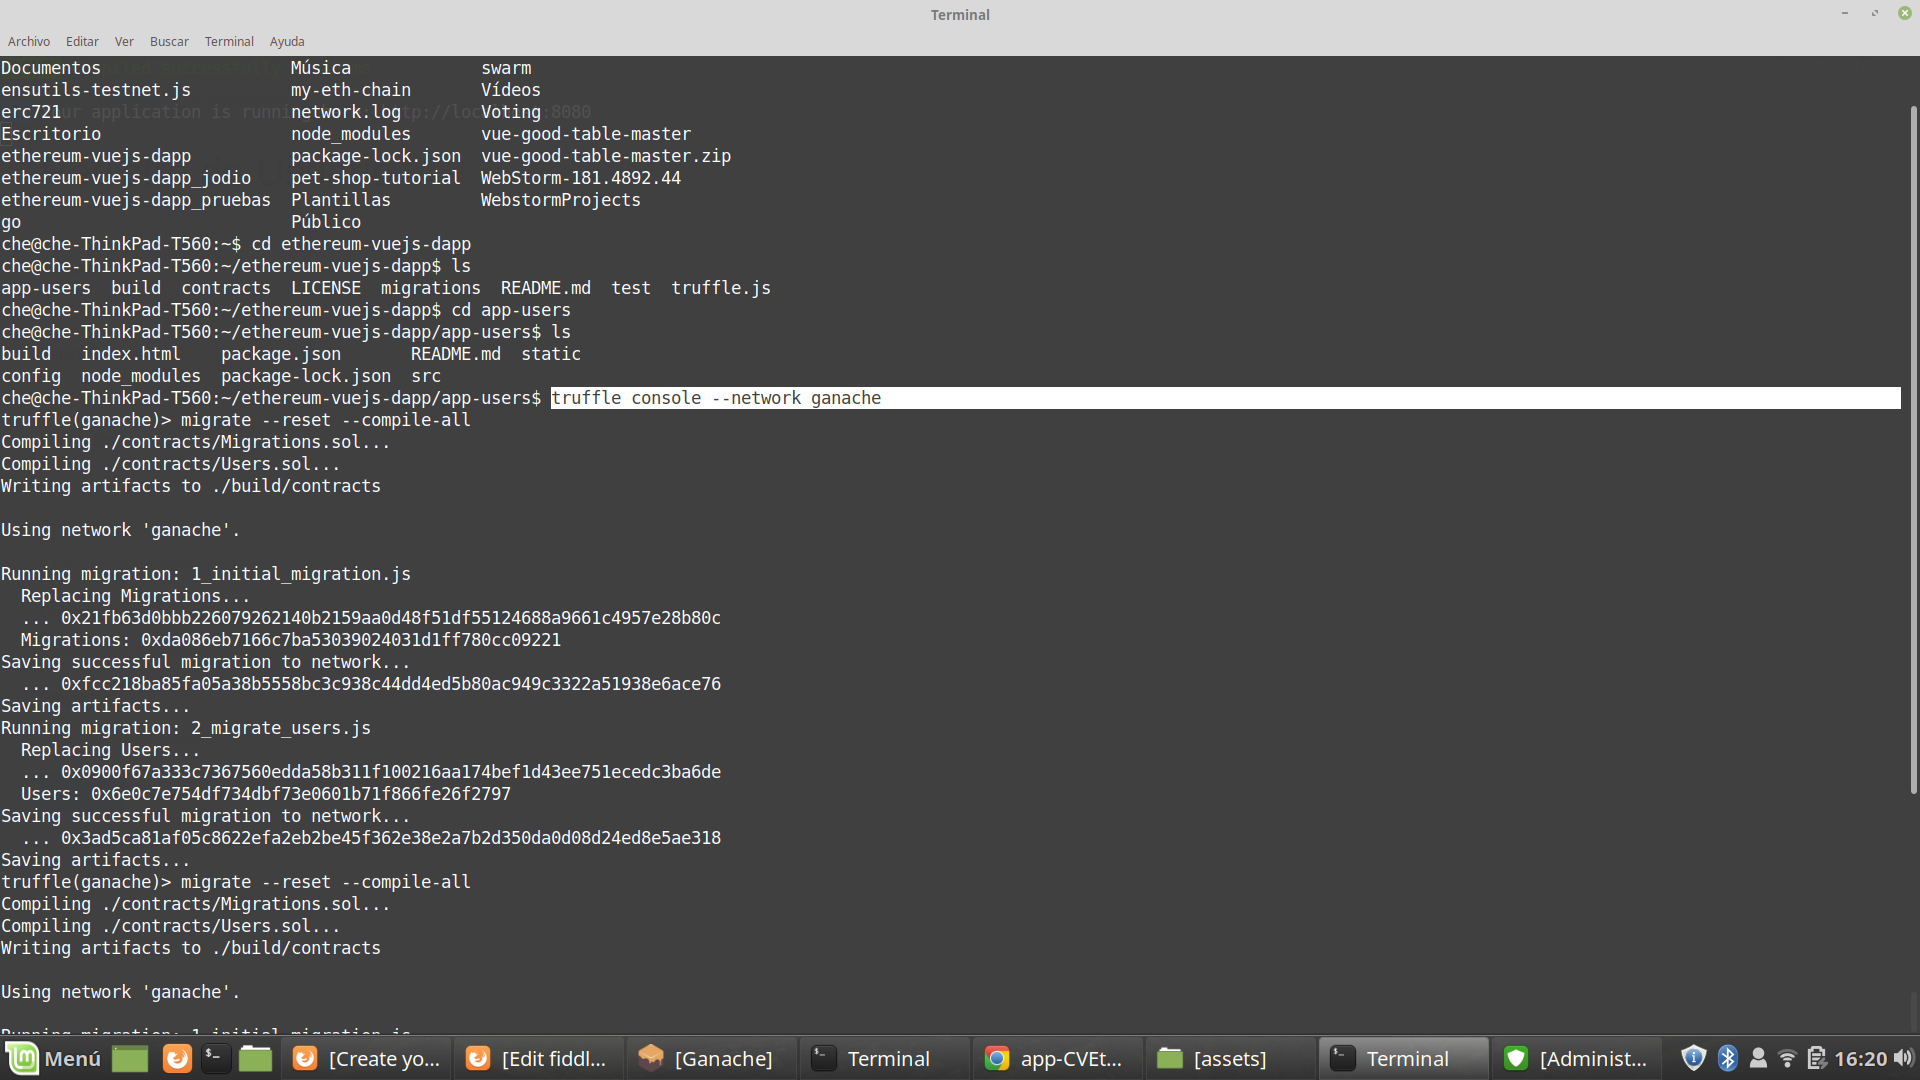 Terminal
Archivo Editar Ver Buscar Terminal Ayuda
Documentos Música swarm
ensutils-testnet.js my-eth-chain Vídeos
erc721 network.log Voting
Escritorio node_modules vue-good-table-master
ethereum-vuejs-dapp package-lock.json vue-good-table-master.zip
ethereum-vuejs-dapp_jodio pet-shop-tutorial WebStorm-181.4892.44
ethereum-vuejs-dapp_pruebas Plantillas WebstormProjects
go Público
che@che-ThinkPad-T560:~$ cd ethereum-vuejs-dapp
che@che-ThinkPad-T560:~/ethereum-vuejs-dapp$ ls
app-users build contracts LICENSE migrations README.md test truffle.js
che@che-ThinkPad-T560:~/ethereum-vuejs-dapp$ cd app-users
che@che-ThinkPad-T560:~/ethereum-vuejs-dapp/app-users$ ls
build index.html package.json README.md static
config node_modules package-lock.json src
che@che-ThinkPad-T560:~/ethereum-vuejs-dapp/app-users$ truffle console --network ganache
truffle(ganache)> migrate --reset --compile-all
Compiling ./contracts/Migrations.sol...
Compiling ./contracts/Users.sol...
Writing artifacts to ./build/contracts
Using network 'ganache'.
Running migration: 1_initial_migration.js
Replacing Migrations...
... 0x21fb63d0bbb226079262140b2159aa0d48f51df55124688a9661c4957e28b80c
Migrations: 0xda086eb7166c7ba53039024031d1ff780cc09221
Saving successful migration to network...
... 0xfcc218ba85fa05a38b5558bc3c938c44dd4ed5b80ac949c3322a51938e6ace76
Saving artifacts...
Running migration: 2_migrate_users.js
Replacing Users...
... 0x0900f67a333c7367560edda58b311f100216aa174bef1d43ee751ecedc3ba6de
Users: 0x6e0c7e754df734dbf73e0601b71f866fe26f2797
Saving successful migration to network...
... 0x3ad5ca81af05c8622efa2eb2be45f362e38e2a7b2d350da0d08d24ed8e5ae318
Saving artifacts...
truffle(ganache)> migrate --reset --compile-all
Compiling ./contracts/Migrations.sol...
Compiling ./contracts/Users.sol...
Writing artifacts to ./build/contracts
Using network 'ganache'.
Running migration: 1_initial_migration.js
Menú [Create yo... [Edit fiddl... [Ganache] Terminal app-CVEt... [assets] Terminal [Administ... 16:20